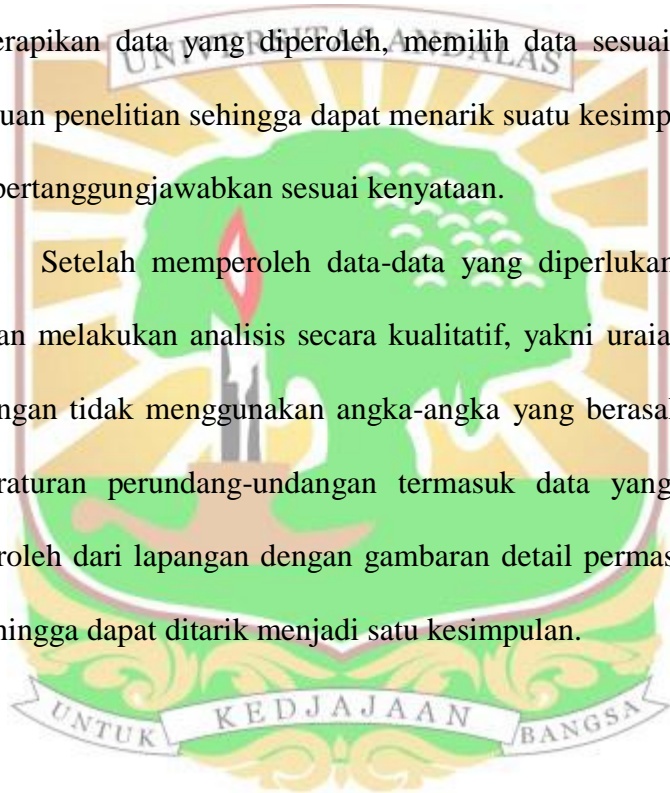 erapikan data yang diperoleh, memilih data sesuai
UNIVERSITAS ANDALAS
uan penelitian sehingga dapat menarik suatu kesimp
pertanggungjawabkan sesuai kenyataan.
Setelah memperoleh data-data yang diperlukan
an melakukan analisis secara kualitatif, yakni uraia
ngan tidak menggunakan angka-angka yang berasal
raturan perundang-undangan termasuk data yang
roleh dari lapangan dengan gambaran detail permas
hingga dapat ditarik menjadi satu kesimpulan.
UNTUK KEDJAJAAN BANGSA